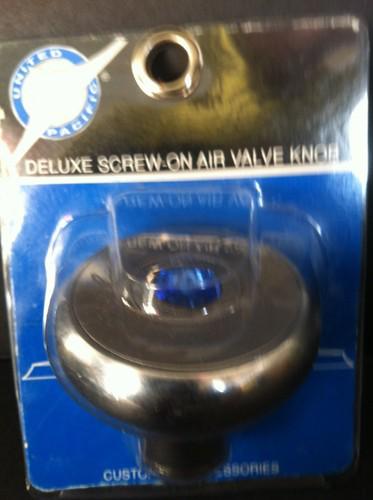 UNITED
PACIFIC
DELUXE SCREW-ON AIR VALVE KNOB